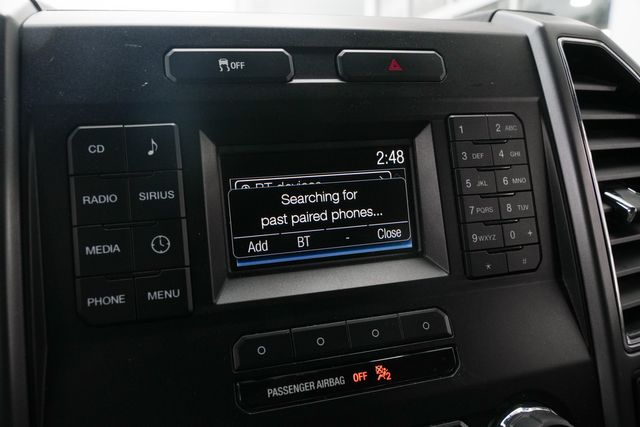 OFF
2:48
BT devices
Searching for
past paired phones...
Add BT - Close
CD
RADIO SIRIUS
MEDIA
PHONE MENU
1 2 ABC
3 DEF 4 GHI
5 JKL 6 MNO
7 PQRS 8 TUV
9 WXYZ 0 +
* #
PASSENGER AIRBAG OFF 2